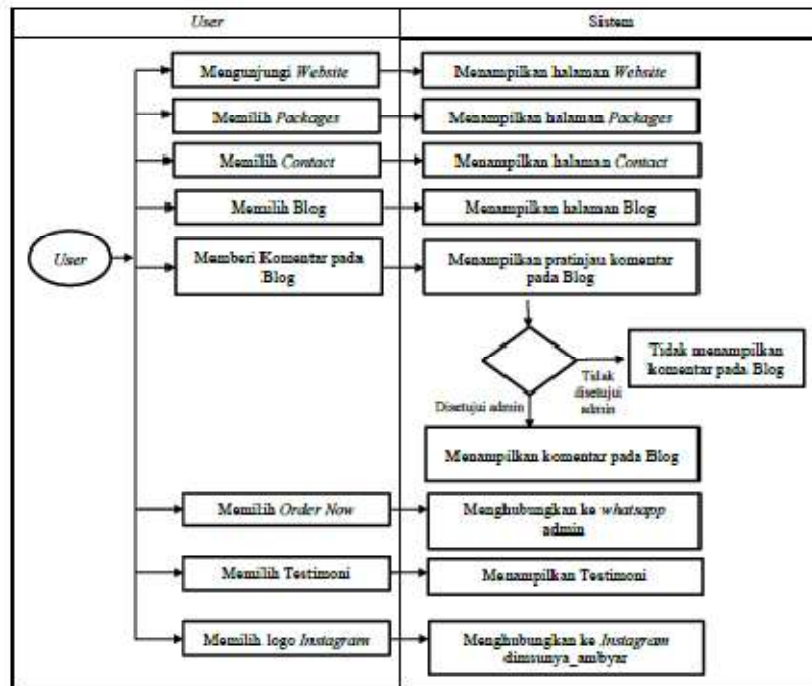 User
Sistem
Mengunjungi Website
Menampilkan halaman Website
Memilih Packages
Menampilkan halaman Packages
Memilih Contact
Menampilkan halaman Contact
Memilih Blog
Menampilkan halaman Blog
User
Memberi Komentar pada
Blog
Menampilkan pratinjau komentar
pada Blog
Tidak menampilkan
komentar pada Blog
Tidak
disetujui
admin
Disetujui admin
Menampilkan komentar pada Blog
Memilih Order Now
Menghubungkan ke whatsapp
admin
Memilih Testimoni
Menampilkan Testimoni
Memilih logo Instagram
Menghubungkan ke Instagram
dimsunya_ambyar